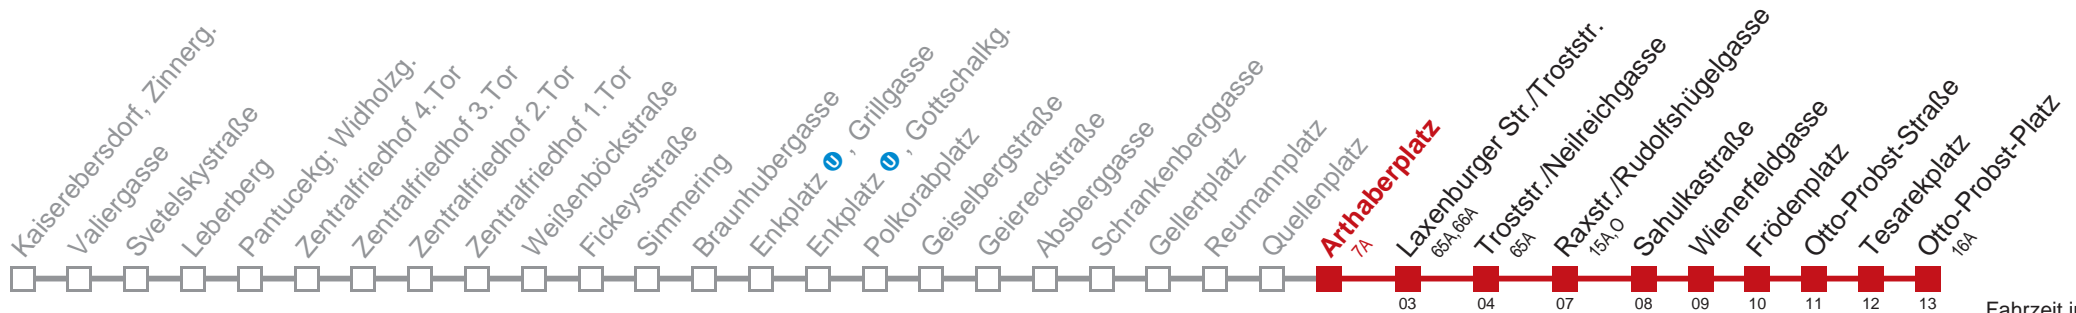 Kaiserebersdorf, Zinnerg.
Valiergasse
Svetelskystraße
Leberberg
Pantucekg; Widholzg.
Zentralfriedhof 4.Tor
Zentralfriedhof 3.Tor
Zentralfriedhof 2.Tor
Zentralfriedhof 1.Tor
Weißenböckstraße
Fickeysstraße
Simmering
Braunhubergasse
Enkplatz U , Grillgasse
Enkplatz U , Gottschalkg.
Polkorabplatz
Geiselbergstraße
Geiereckstraße
Absberggasse
Schrankenberggasse
Gellertplatz
Reumannplatz
Quellenplatz
Arthaberplatz
7A
Laxenburger Str./Troststr.
65A,66A
Troststr./Neilreichgasse
65A
Raxstr./Rudolfshügelgasse
15A,O
Sahulkastraße
Wienerfeldgasse
Frödenplatz
Otto-Probst-Straße
Tesarekplatz
Otto-Probst-Platz
16A
03 04 07 08 09 10 11 12 13
Fahrzeit i